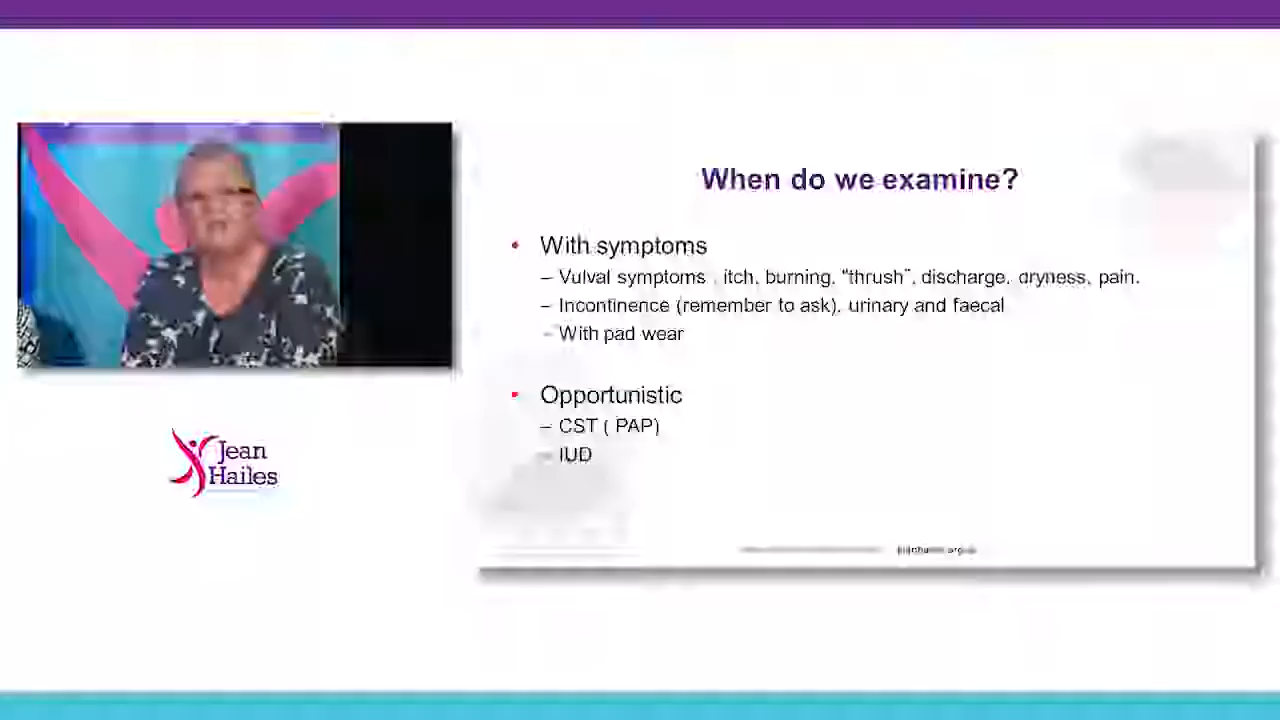 When do we examine?
• With symptoms
– Vulval symptoms , itch, burning, "thrush", discharge, dryness, pain.
– Incontinence (remember to ask), urinary and faecal
– With pad wear
• Opportunistic
– CST ( PAP)
– IUD
Jean
Hailes